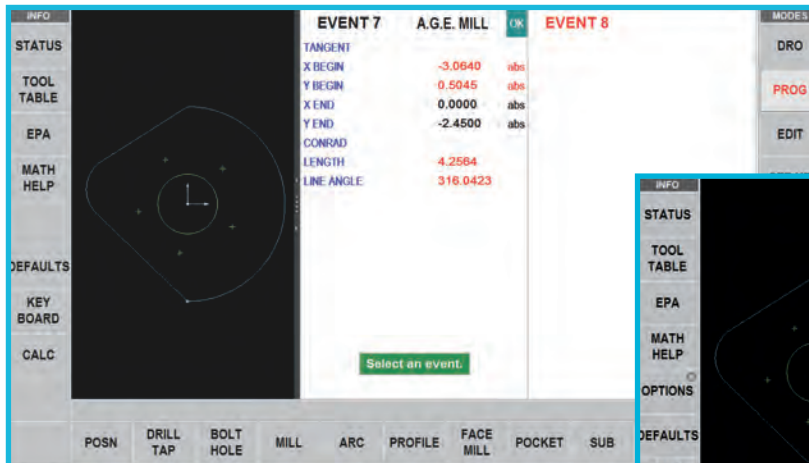 INFO
STATUS
TOOL
TABLE
EPA
MATH
HELP
DEFAULTS
KEY
BOARD
CALC
EVENT 7 A.G.E. MILL OK EVENT 8
TANGENT
X BEGIN -3.0640 abs
Y BEGIN 0.5045 abs
X END 0.0000 abs
Y END -2.4500 abs
CONRAD
LENGTH 4.2564
LINE ANGLE 316.0423
Select an event.
POSN DRILL TAP BOLT HOLE MILL ARC PROFILE FACE MILL POCKET SUB
MODES
DRO
PROG
EDIT
INFO
STATUS
TOOL
TABLE
EPA
MATH
HELP
OPTIONS
DEFAULTS